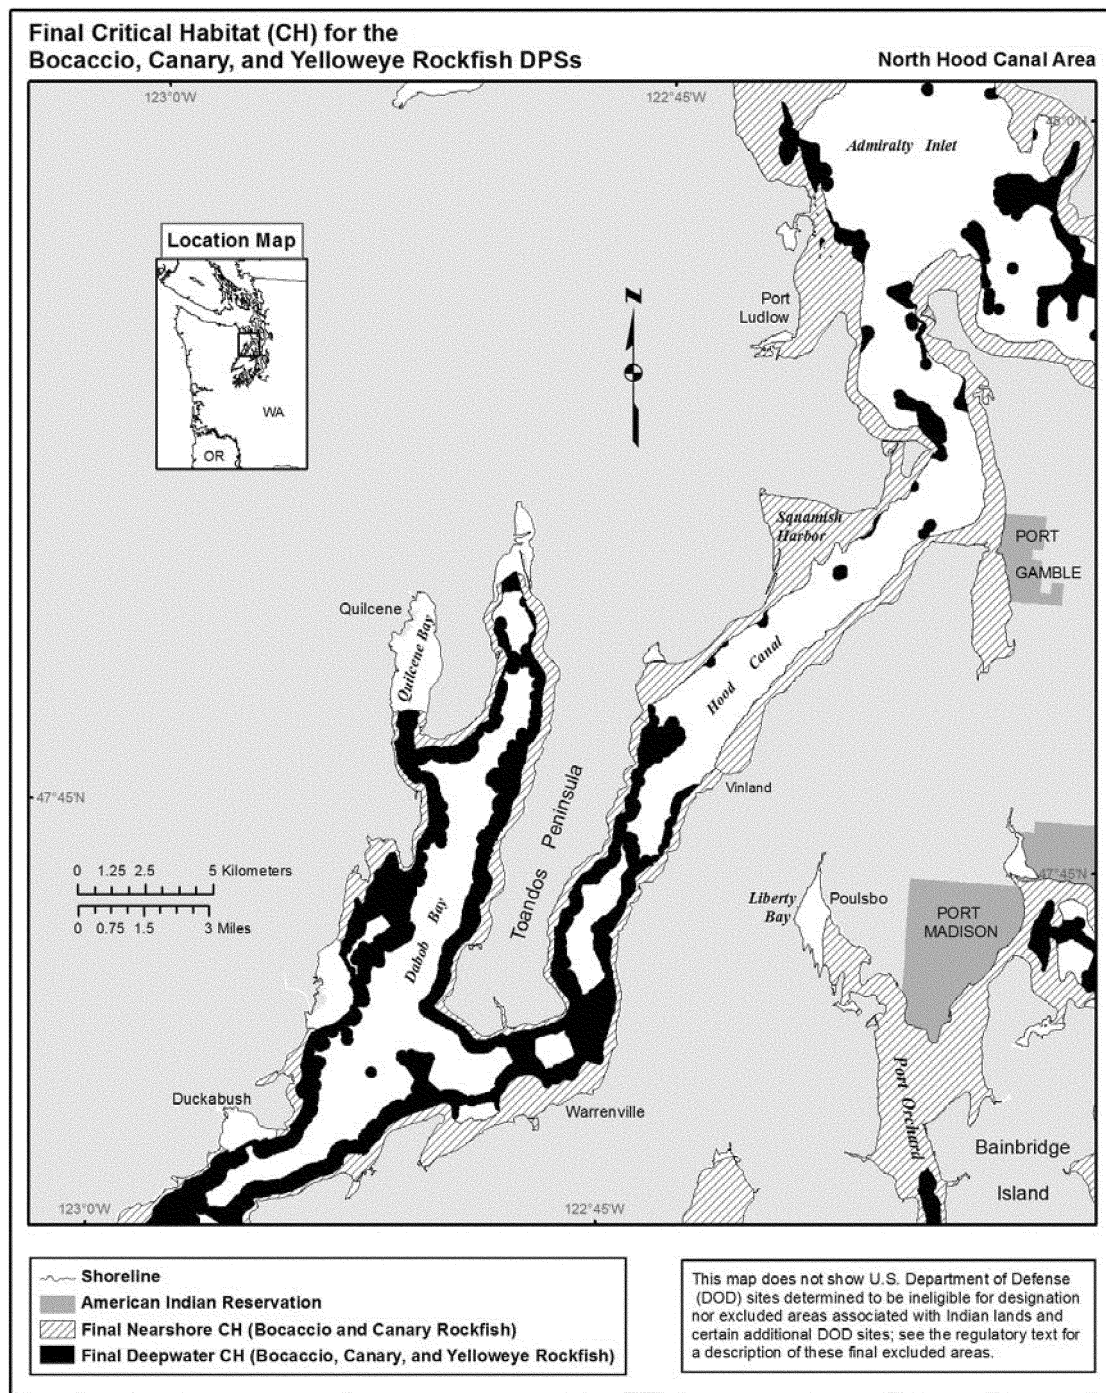 Final Critical Habitat (CH) for the
Bocaccio, Canary, and Yelloweye Rockfish DPSs
North Hood Canal Area
123°0'W
122°45'W
48°0'N
Admiralty Inlet
Location Map
WA
OR
Z
Port
Ludlow
Squamish
Harbor
PORT
GAMBLE
Quilcene
Quilcene Bay
Hood Canal
Toandos Peninsula
Vinland
47°45'N
0 1.25 2.5 5 Kilometers
0 0.75 1.5 3 Miles
47°45'N
Dabob Bay
Liberty
Bay
Poulsbo
PORT
MADISON
Port Orchard
Duckabush
Warrenville
Bainbridge
Island
123°0'W
122°45'W
Shoreline
American Indian Reservation
Final Nearshore CH (Bocaccio and Canary Rockfish)
Final Deepwater CH (Bocaccio, Canary, and Yelloweye Rockfish)
This map does not show U.S. Department of Defense
(DOD) sites determined to be ineligible for designation
nor excluded areas associated with Indian lands and
certain additional DOD sites; see the regulatory text for
a description of these final excluded areas.